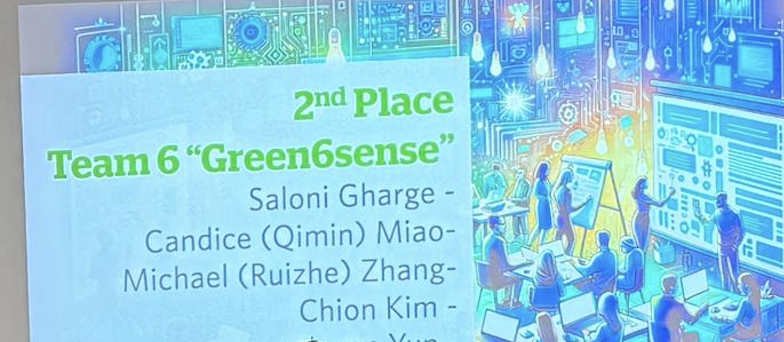 2nd Place
Team 6 “Green6sense”
Saloni Gharge -
Candice (Qimin) Miao-
Michael (Ruizhe) Zhang-
Chion Kim -